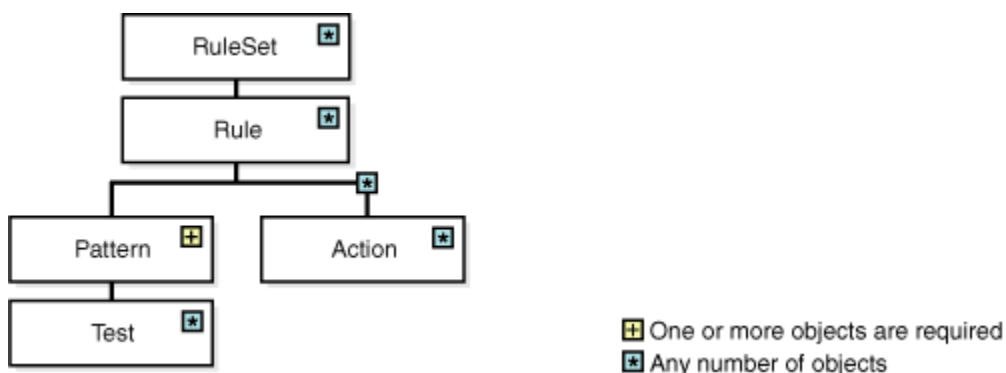 RuleSet *
Rule *
*
Pattern +
Action *
Test *
+ One or more objects are required
* Any number of objects